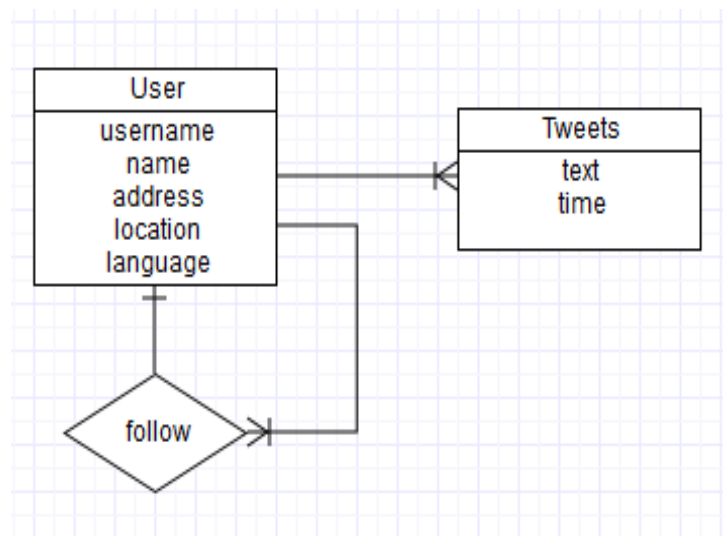 User
username
name
address
location
language
Tweets
text
time
follow